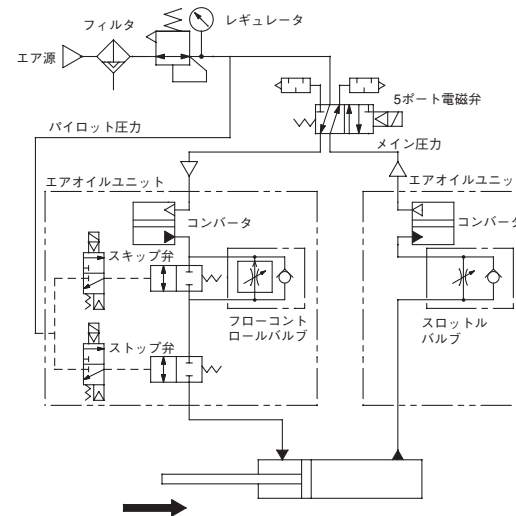 フィルタ
レギュレータ
エア源
5ポート電磁弁
パイロット圧力
メイン圧力
エアオイルユニット
エアオイルユニッ
コンバータ
コンバータ
スキップ弁
フローコント
ロールバルブ
スロットル
バルブ
ストップ弁